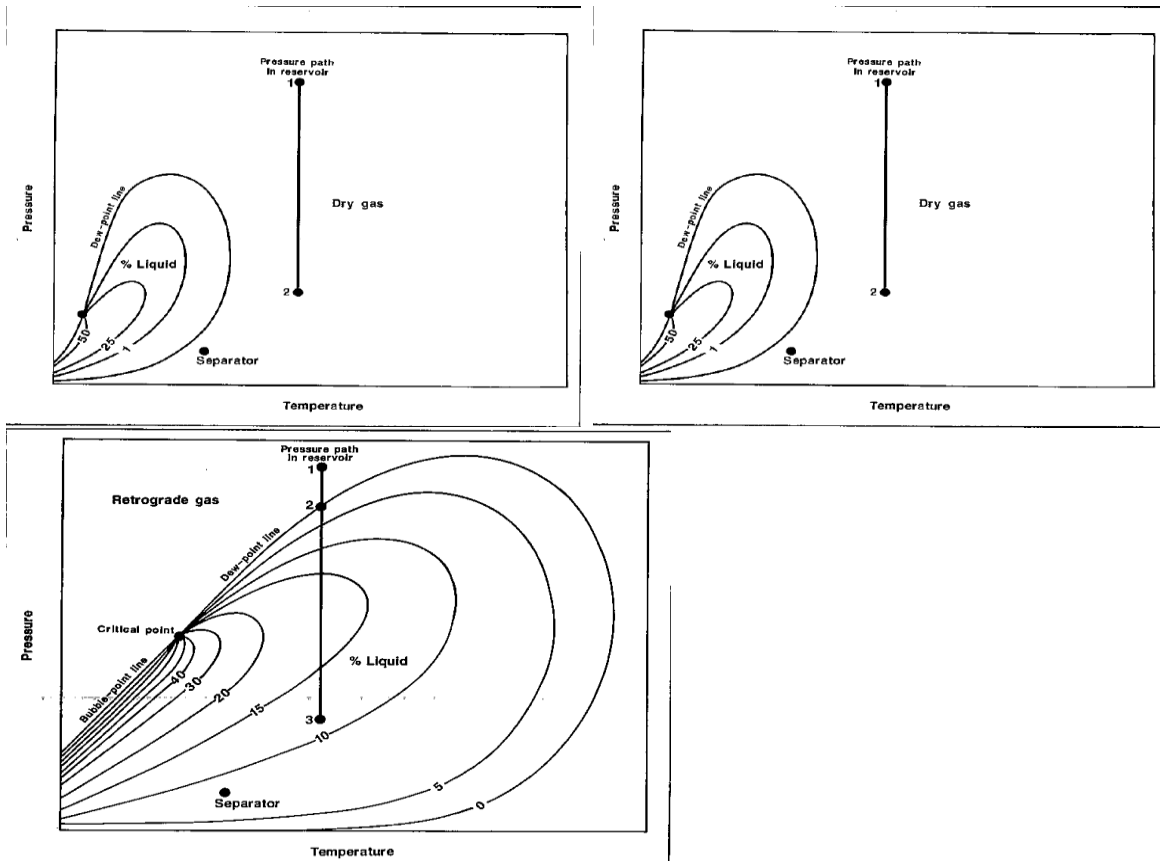 Pressure path
in reservoir
1
Pressure
Dew-point line
Dry gas
% Liquid
2
50
25
1
Separator
Temperature
Pressure path
in reservoir
1
Pressure
Dew-point line
Dry gas
% Liquid
2
50
25
1
Separator
Temperature
Pressure path
in reservoir
1
Retrograde gas
2
Dew-point line
Pressure
Critical point
% Liquid
Bubble-point line
40
30
20
15
3
10
5
0
Separator
Temperature